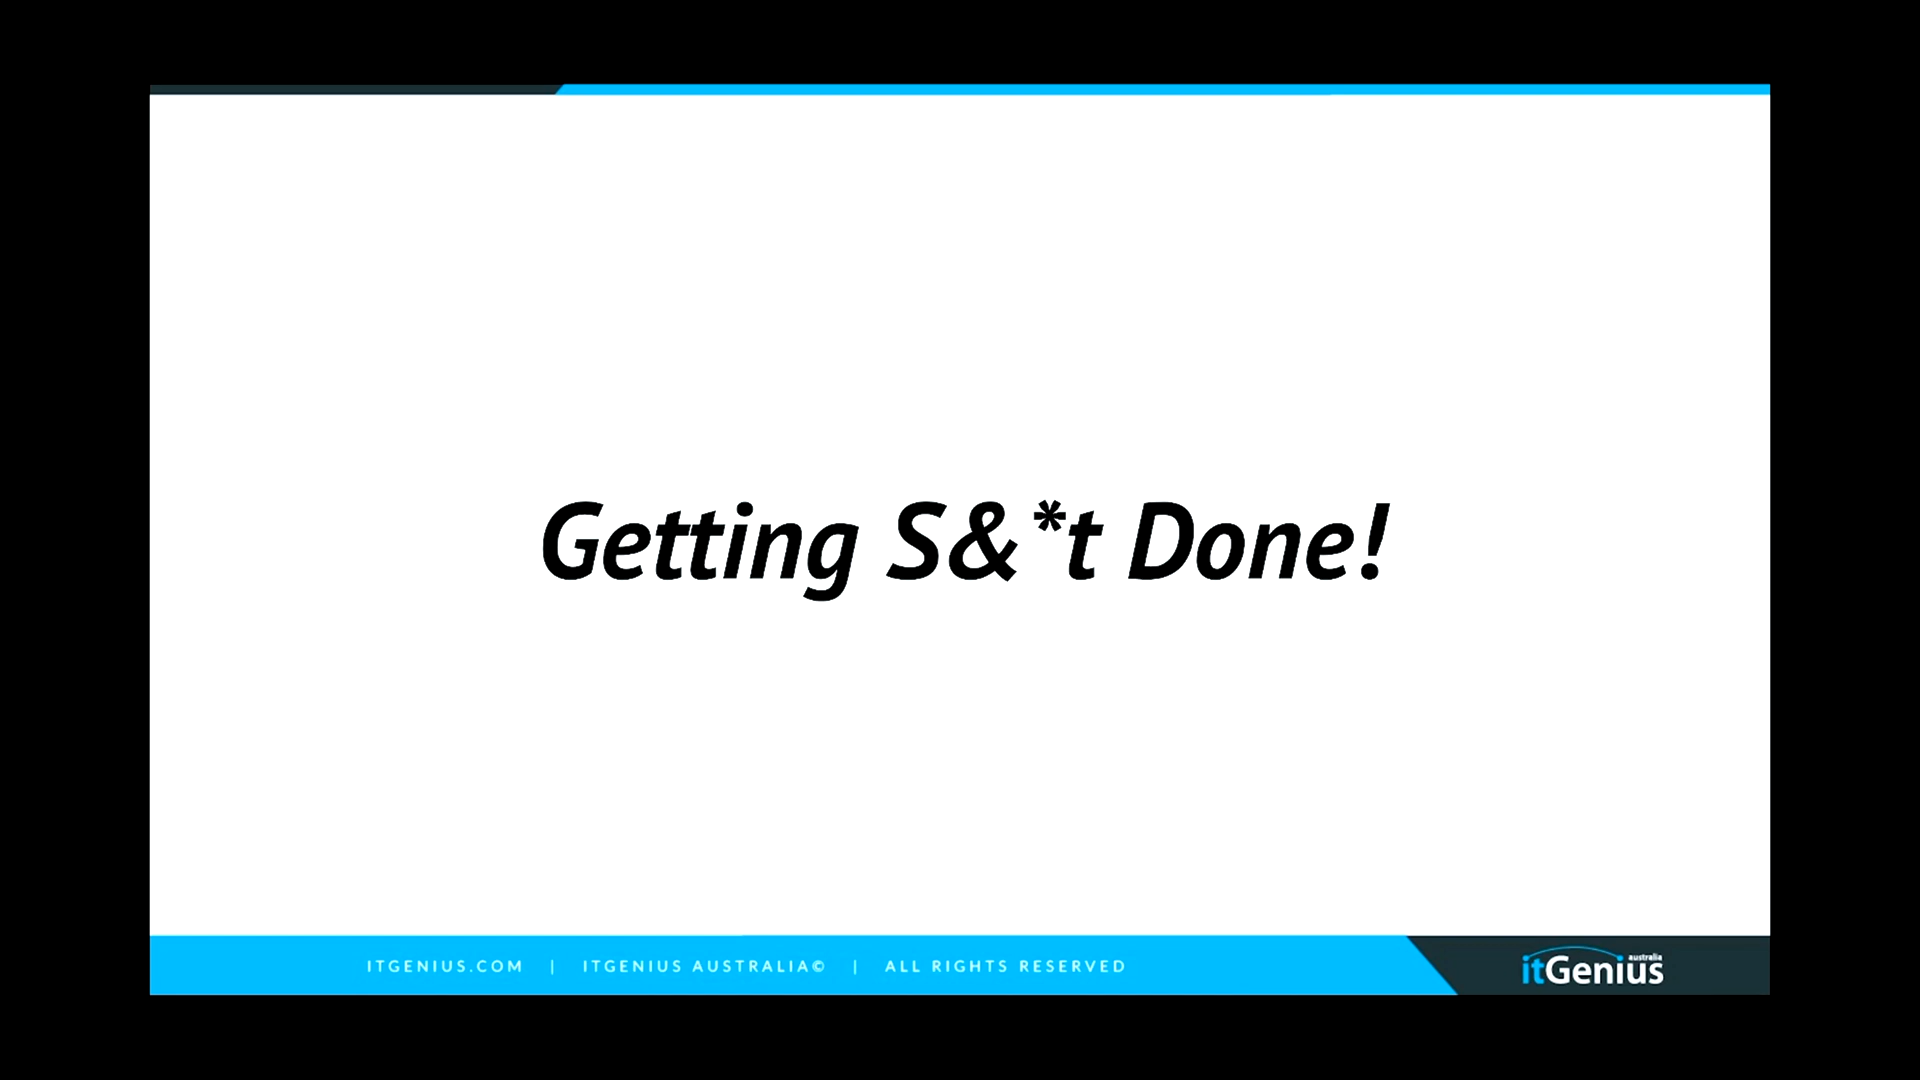 Getting S&*t Done!
ITGENIUS.COM | ITGENIUS AUSTRALIA© | ALL RIGHTS RESERVED
australia
itGenius